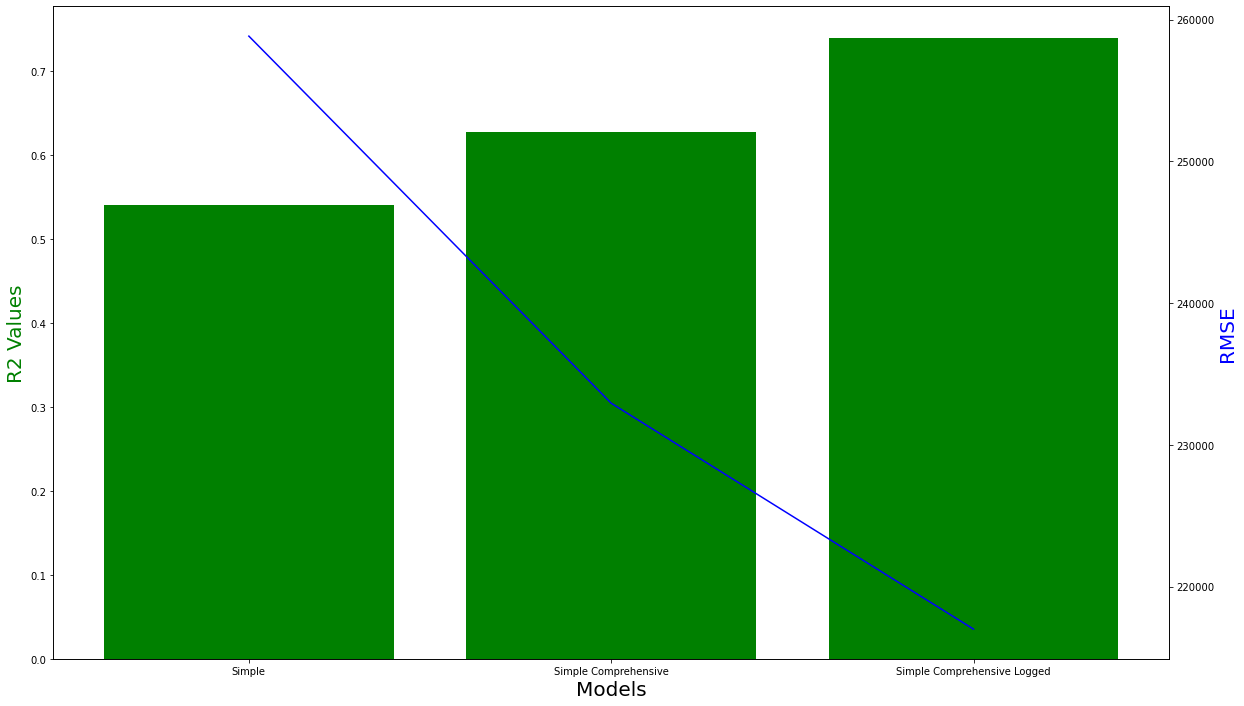 R2 Values
0.7
0.6
0.5
0.4
0.3
0.2
0.1
0.0
Simple
Simple Comprehensive
Simple Comprehensive Logged
Models
260000
250000
240000
230000
220000
RMSE